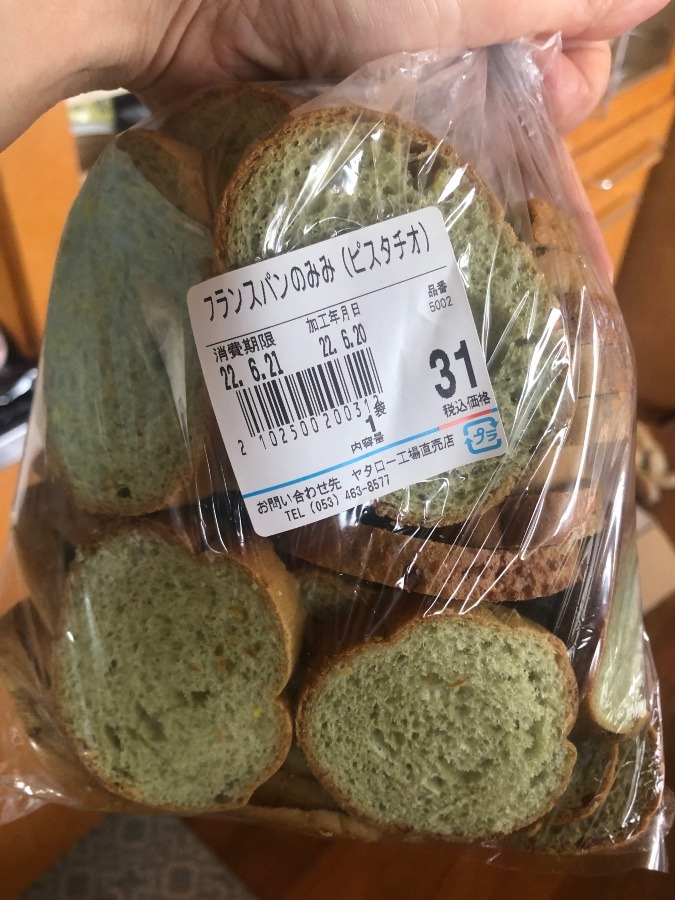 フランスパンのみみ（ピスタチオ）
品番
5002
消費期限 加工年月日
22. 6.21 22. 6.20
31
税込価格
2 102500200312
1袋
内容量
プラ
お問い合わせ先 ヤタロー工場直売店
TEL (053) 463-8577